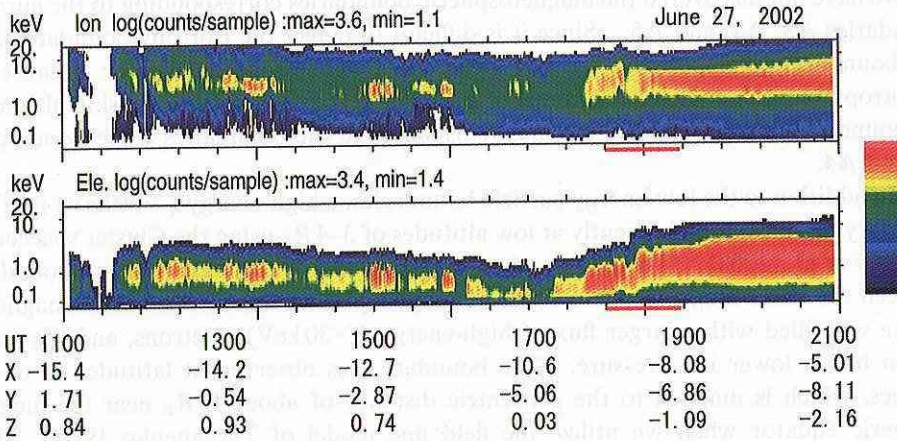 keV Ion log(counts/sample) :max=3.6, min=1.1 June 27, 2002
20.
10.
1.0
0.1
keV Ele. log(counts/sample) :max=3.4, min=1.4
20.
10.
1.0
0.1
UT 1100 1300 1500 1700 1900 2100
X -15.4 -14.2 -12.7 -10.6 -8.08 -5.01
Y 1.71 -0.54 -2.87 -5.06 -6.86 -8.11
Z 0.84 0.93 0.74 0.03 -1.09 -2.16